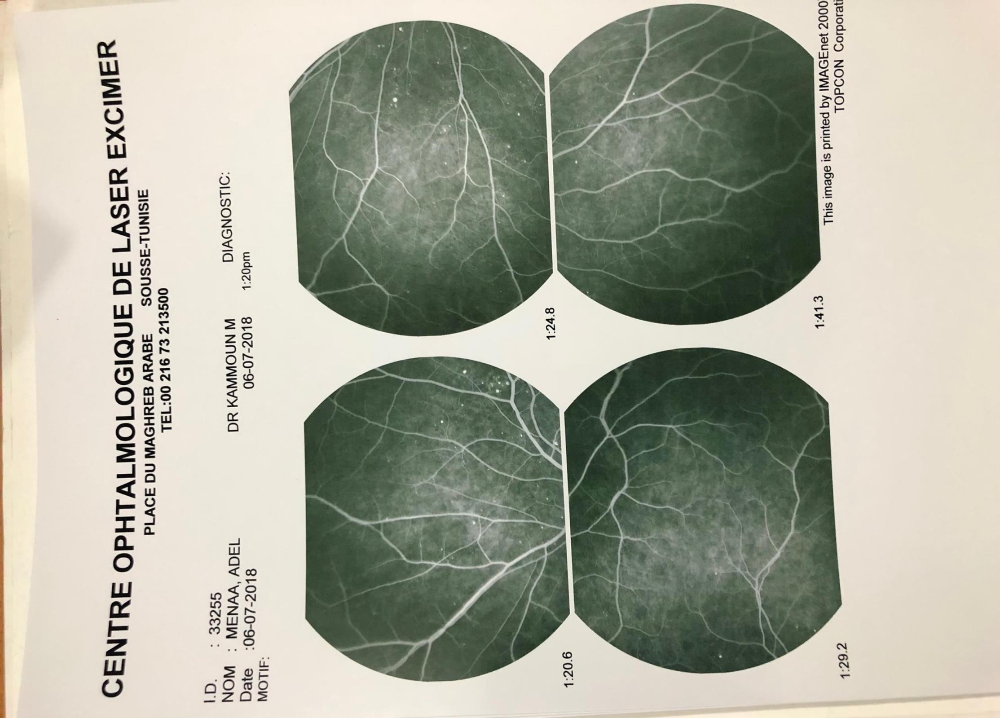 CENTRE OPHTALMOLOGIQUE DE LASER EXCIMER
PLACE DU MAGHREB ARABE SOUSSE-TUNISIE
TEL:00 216 73 213500
I.D. : 33255
NOM : MENAA, ADEL DR KAMMOUN M DIAGNOSTIC:
Date :06-07-2018 06-07-2018 1:20pm
MOTIF:
1:20.6 1:24.8
1:29.2 1:41.3
This image is printed by IMAGEnet 2000
TOPCON Corporati